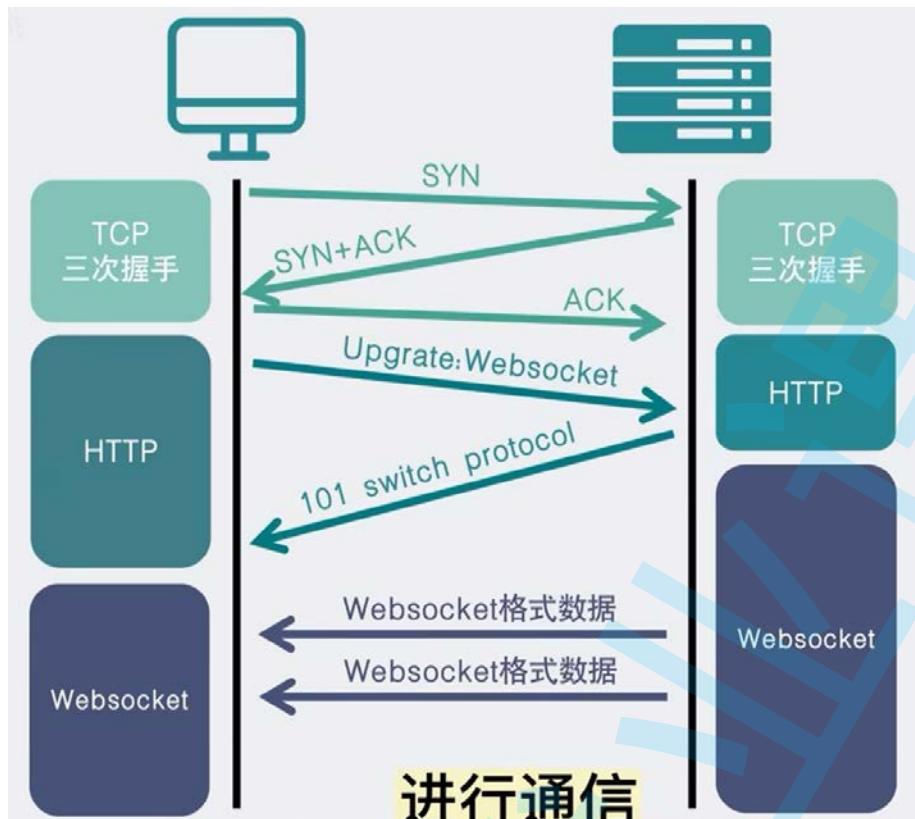 SYN
TCP
三次握手
SYN+ACK
TCP
三次握手
ACK
Upgrate:Websocket
HTTP
HTTP
101 switch protocol
Websocket格式数据
Websocket
Websocket格式数据
Websocket
进行通信